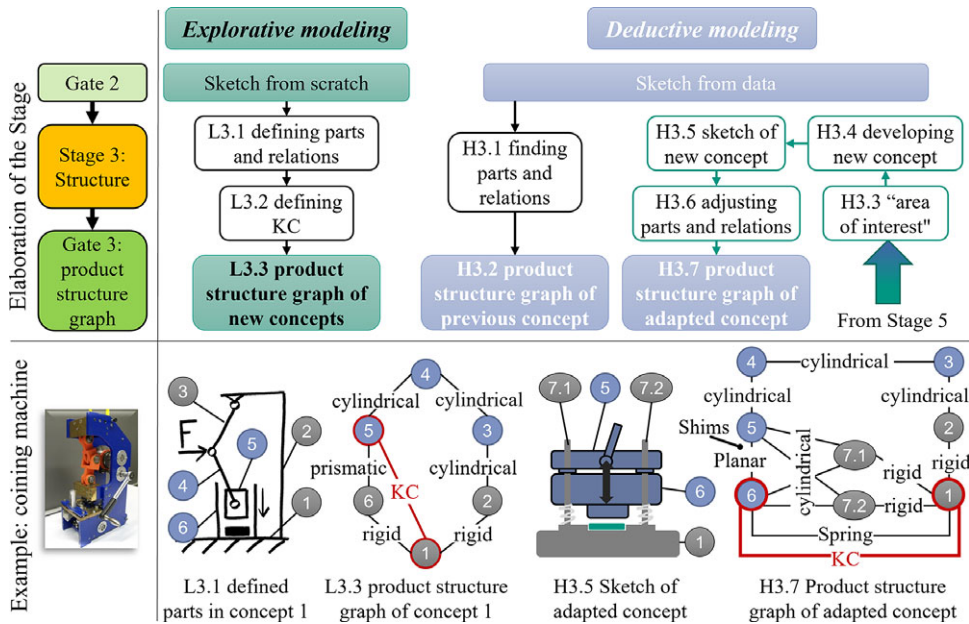 Explorative modeling
Deductive modeling
Elaboration of the Stage
Gate 2
Stage 3:
Structure
Gate 3:
product
structure
graph
Sketch from scratch
L3.1 defining parts
and relations
L3.2 defining
KC
L3.3 product
structure graph of
new concepts
Sketch from data
H3.1 finding
parts and
relations
H3.2 product
structure graph of
previous concept
H3.5 sketch of
new concept
H3.4 developing
new concept
H3.6 adjusting
parts and relations
H3.3 “area
of interest"
H3.7 product
structure graph of
adapted concept
From Stage 5
Example: coining machine
3
F
5
2
4
6
1
L3.1 defined
parts in concept 1
4
cylindrical
cylindrical
5
3
prismatic
cylindrical
KC
6
2
rigid
rigid
1
L3.3 product structure
graph of concept 1
7.1
5
7.2
6
1
H3.5 Sketch of
adapted concept
4
cylindrical
3
cylindrical
cylindrical
Shims
5
2
7.1
Planar
cylindrical
rigid
rigid
6
7.2
rigid
1
Spring
KC
H3.7 Product structure
graph of adapted concept